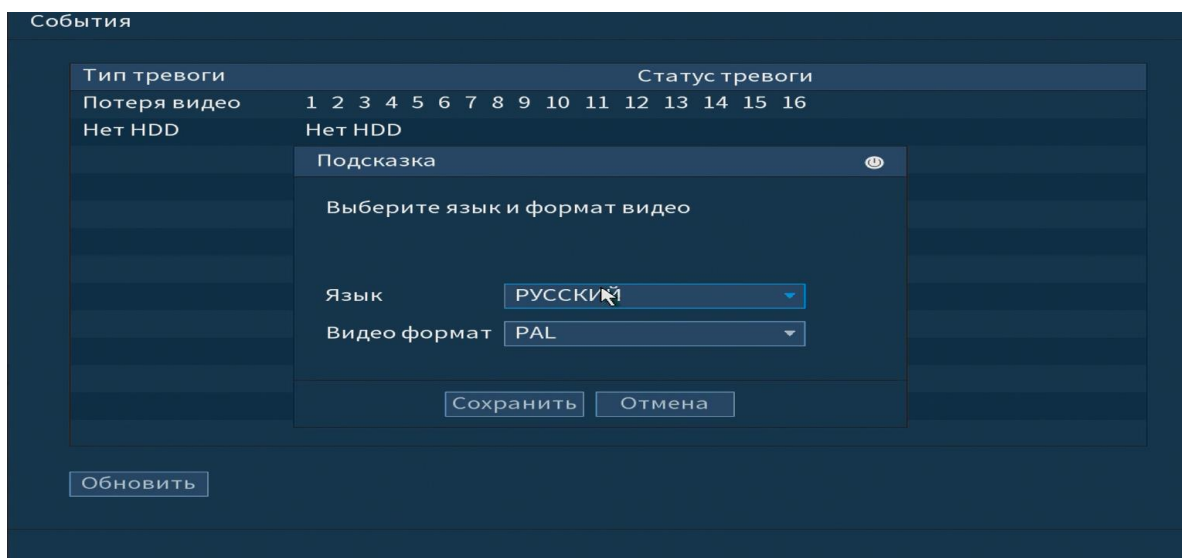 События
Тип тревоги Статус тревоги
Потеря видео 1 2 3 4 5 6 7 8 9 10 11 12 13 14 15 16
Нет HDD Нет HDD
Подсказка
Выберите язык и формат видео
Язык РУССКИЙ
Видео формат PAL
Сохранить Отмена
Обновить